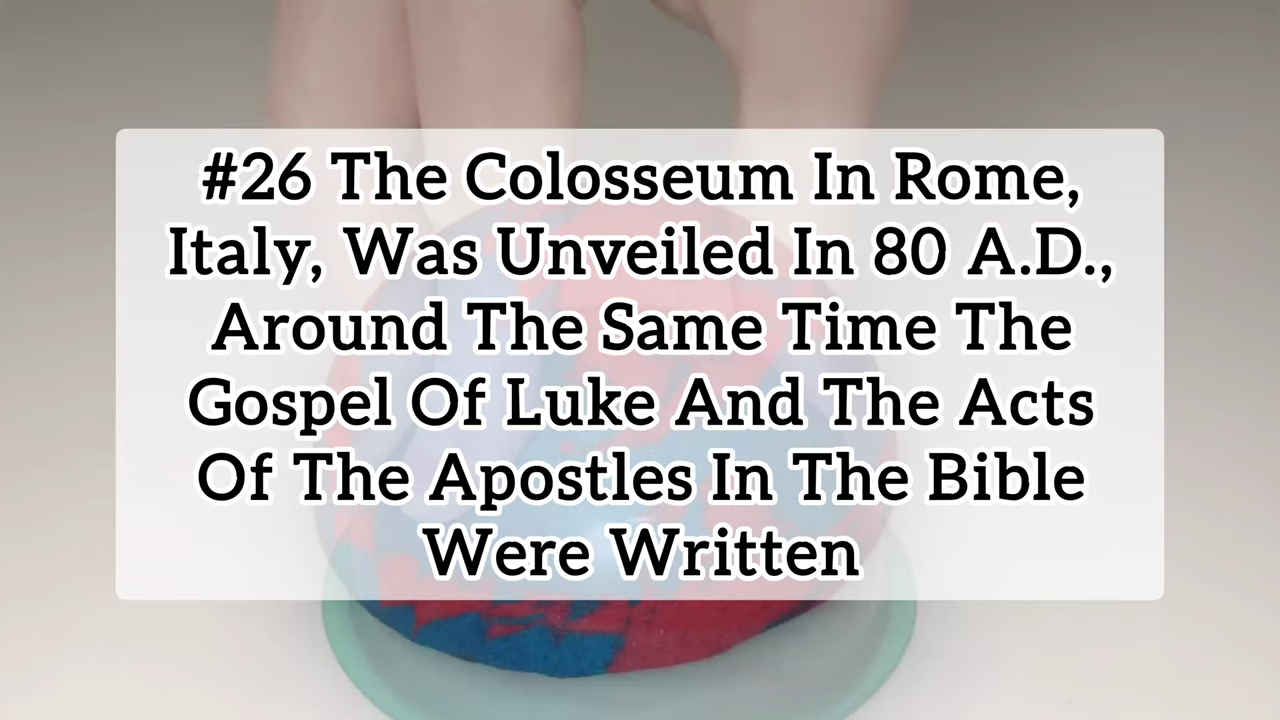 #26 The Colosseum In Rome,
Italy, Was Unveiled In 80 A.D.,
Around The Same Time The
Gospel Of Luke And The Acts
Of The Apostles In The Bible
Were Written